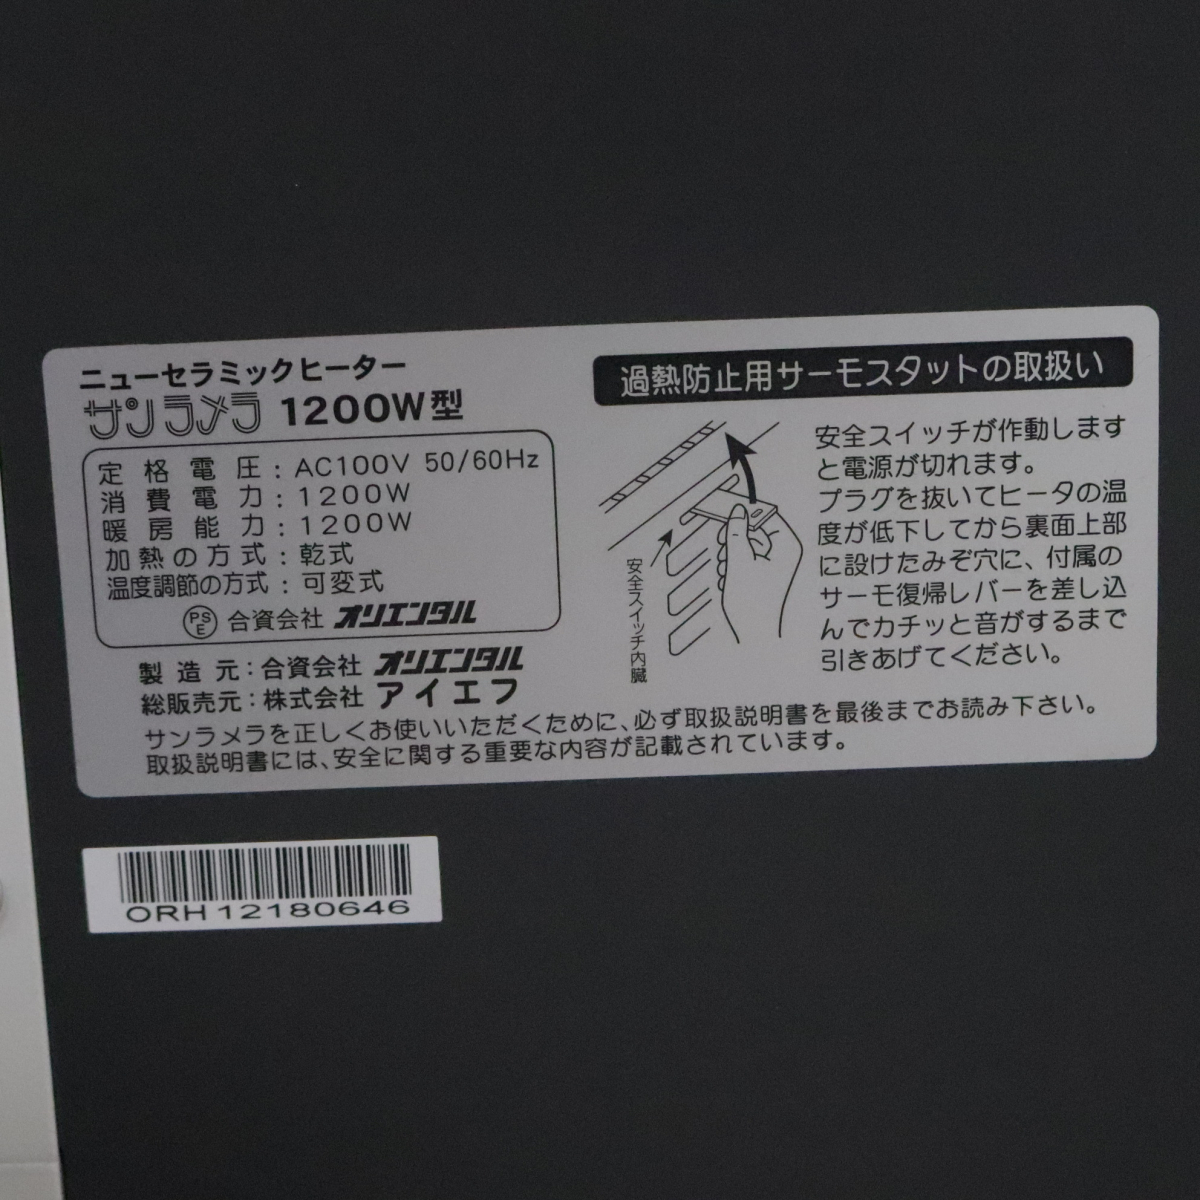 ニューセラミックヒーター
サンラメラ 1200W型
定格電圧：AC100V 50/60Hz
消費電力：1200W
暖房能力：1200W
加熱の方式：乾式
温度調節の方式：可変式
PSE 合資会社 オリエンタル
製造元：合資会社 オリエンタル
総販売元：株式会社 アイエフ
過熱防止用サーモスタットの取扱い
安全スイッチ内臓
安全スイッチが作動します
と電源が切れます。
プラグを抜いてヒータの温
度が低下してから裏面上部
に設けたみぞ穴に、付属の
サーモ復帰レバーを差し込
んでカチッと音がするまで
引きあげてください。
サンラメラを正しくお使いいただくために、必ず取扱説明書を最後までお読み下さい。
取扱説明書には、安全に関する重要な内容が記載されています。
ORH12180646